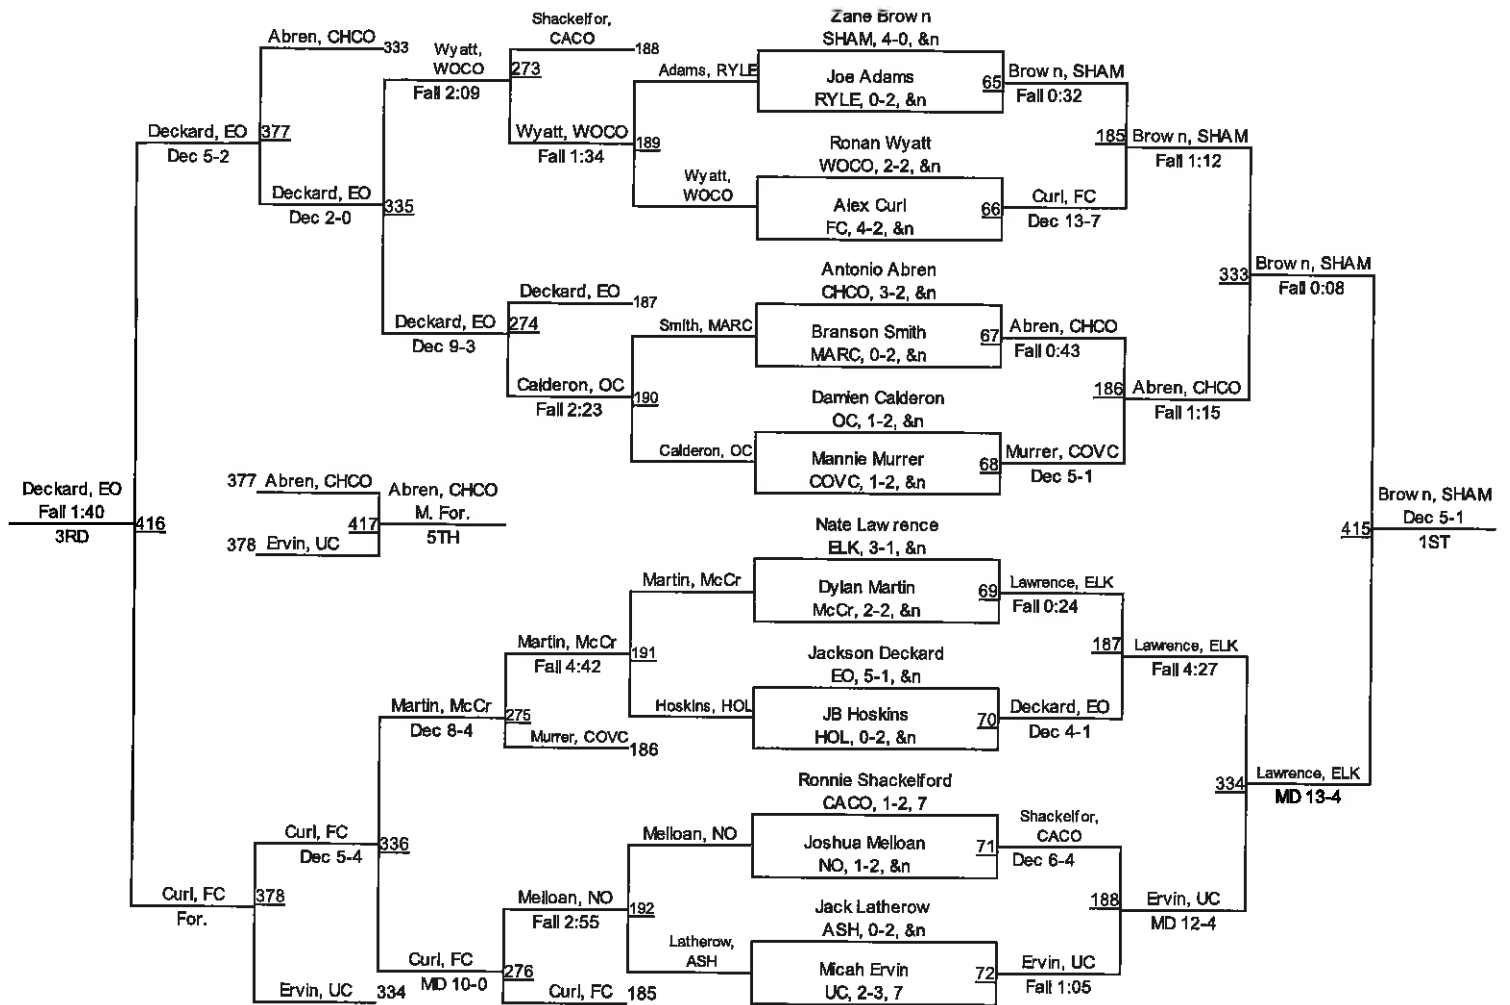 Abren, CHCO
333
Deckard, EO
377
Dec 5-2
Deckard, EO
335
Dec 2-0
Wyatt,
WOCO
273
Fall 2:09
Shackelfor,
CACO
188
Wyatt, WOCO
189
Fall 1:34
Adams, RYLE
Wyatt,
WOCO
Deckard, EO
187
Deckard, EO
274
Dec 9-3
Calderon, OC
190
Fall 2:23
Smith, MARC
Calderon, OC
Zane Brown
SHAM, 4-0, &n
Joe Adams
RYLE, 0-2, &n
65
Brown, SHAM
Fall 0:32
Ronan Wyatt
WOCO, 2-2, &n
Alex Curl
FC, 4-2, &n
66
Curl, FC
Dec 13-7
185
Brown, SHAM
Fall 1:12
Antonio Abren
CHCO, 3-2, &n
Branson Smith
MARC, 0-2, &n
67
Abren, CHCO
Fall 0:43
Damien Calderon
OC, 1-2, &n
Mannie Murrer
COVC, 1-2, &n
68
Murrer, COVC
Dec 5-1
186
Abren, CHCO
Fall 1:15
333
Brown, SHAM
Fall 0:08
Deckard, EO
Fall 1:40
416
3RD
377
Abren, CHCO
378
Ervin, UC
417
Abren, CHCO
M. For.
5TH
415
Brown, SHAM
Dec 5-1
1ST
Nate Lawrence
ELK, 3-1, &n
Dylan Martin
McCr, 2-2, &n
69
Lawrence, ELK
Fall 0:24
Jackson Deckard
EO, 5-1, &n
JB Hoskins
HOL, 0-2, &n
70
Deckard, EO
Dec 4-1
187
Lawrence, ELK
Fall 4:27
Ronnie Shackelford
CACO, 1-2, 7
Joshua Melloan
NO, 1-2, &n
71
Shackelfor,
CACO
Dec 6-4
Jack Latherow
ASH, 0-2, &n
Micah Ervin
UC, 2-3, 7
72
Ervin, UC
Fall 1:05
188
Ervin, UC
MD 12-4
334
Lawrence, ELK
MD 13-4
Martin, McCr
Hoskins, HOL
Martin, McCr
191
Fall 4:42
Martin, McCr
275
Dec 8-4
Murrer, COVC
186
Melloan, NO
Latherow,
ASH
Melloan, NO
192
Fall 2:55
Curl, FC
336
Dec 5-4
Curl, FC
378
For.
Curl, FC
276
MD 10-0
Curl, FC
185
Ervin, UC
334